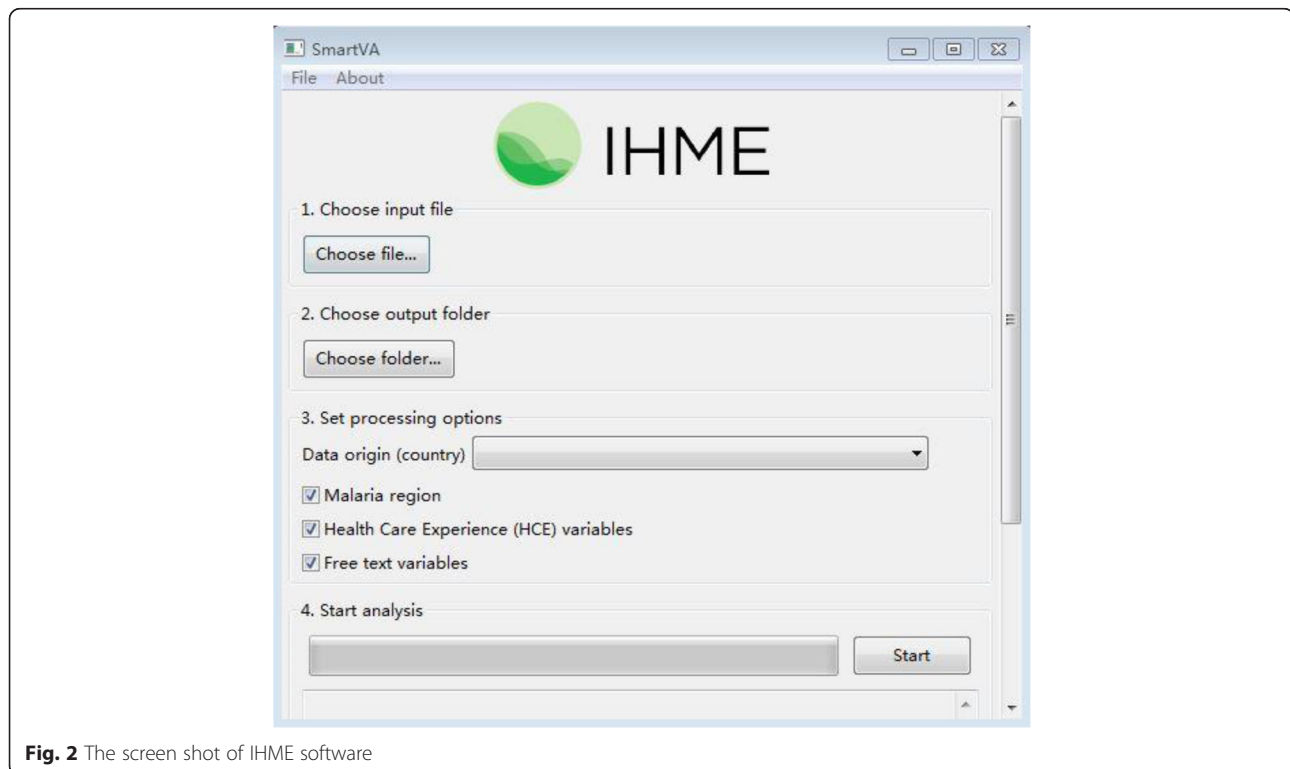 SmartVA
File About
IHME
1. Choose input file
Choose file...
2. Choose output folder
Choose folder...
3. Set processing options
Data origin (country)
Malaria region
Health Care Experience (HCE) variables
Free text variables
4. Start analysis
Start
Fig. 2 The screen shot of IHME software